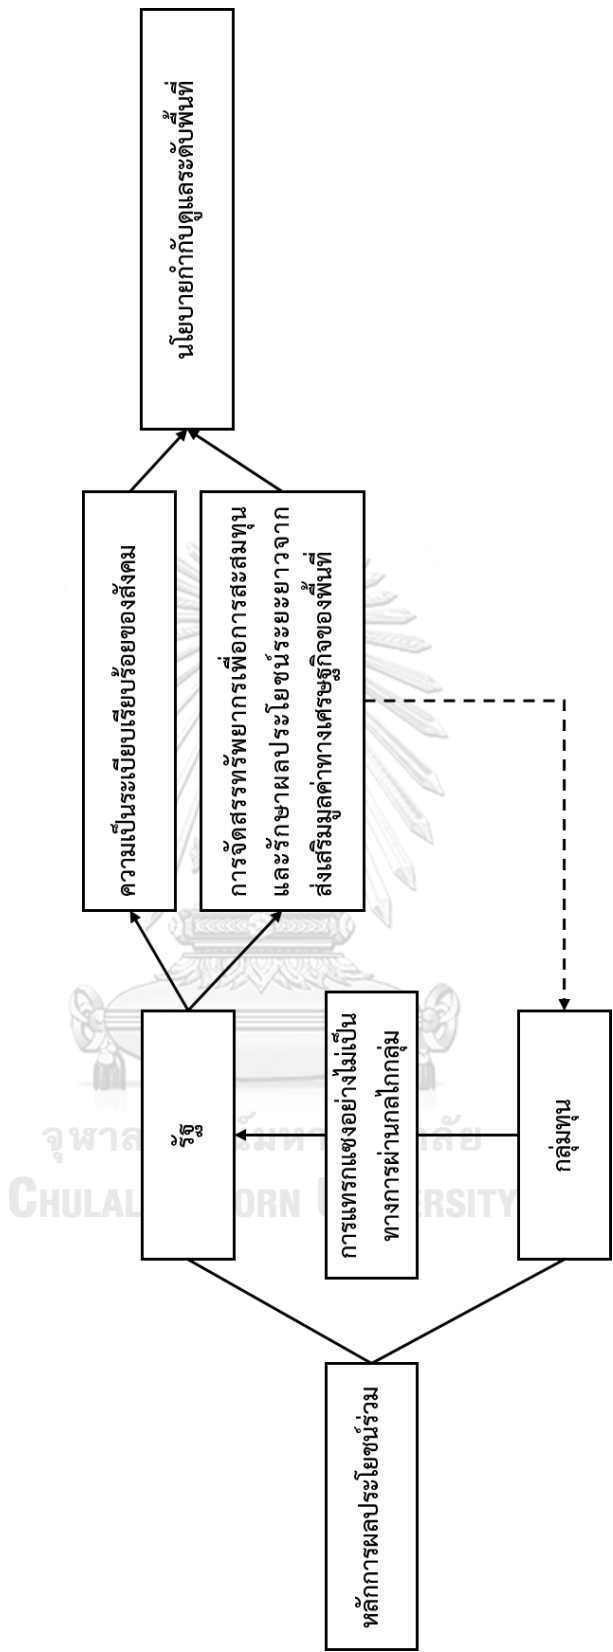 หลักการผลประโยชน์ร่วม
รัฐ
การแทรกแซงอย่างไม่เป็น
ทางการผ่านกลไกกลุ่ม
กลุ่มทุน
ความเป็นระเบียบเรียบร้อยของสังคม
การจัดสรรทรัพยากรเพื่อการสะสมทุน
และรักษาผลประโยชน์ระยะยาวจาก
ส่งเสริมมูลค่าทางเศรษฐกิจของพื้นที่
นโยบายกำกับดูแลระดับพื้นที่